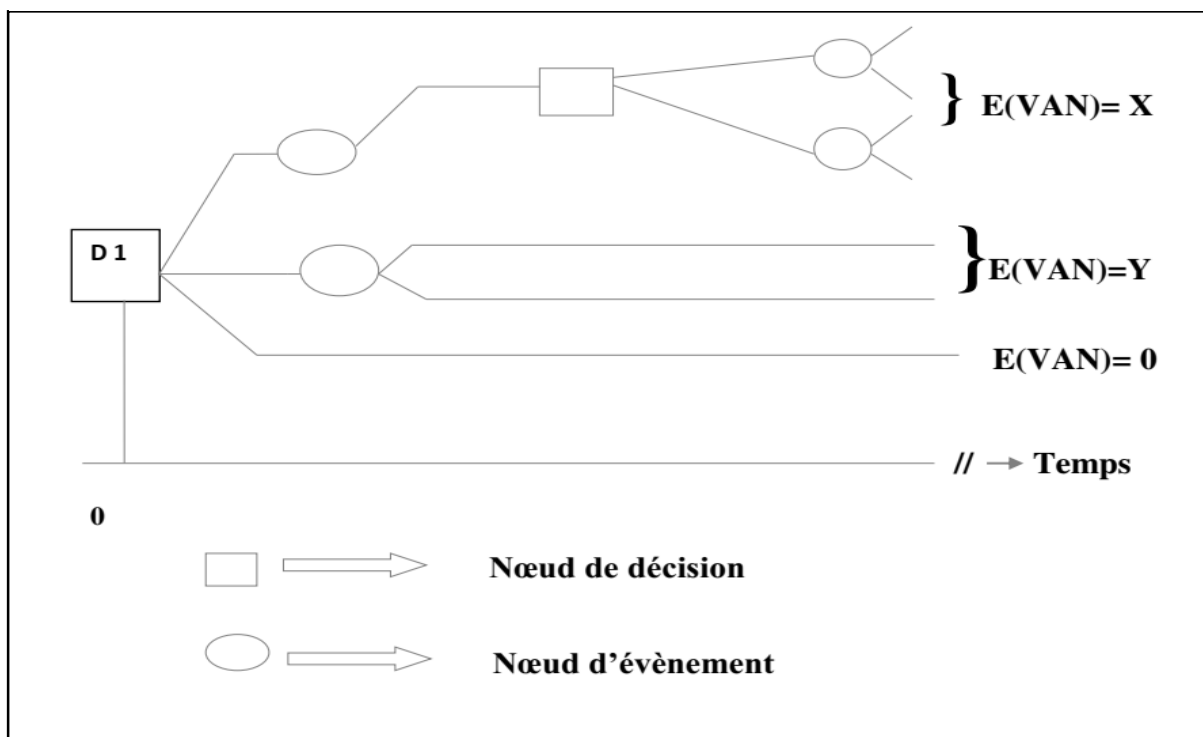 E(VAN)= X
D 1
E(VAN)=Y
E(VAN)= 0
// Temps
0
Nœud de décision
Nœud d’évènement